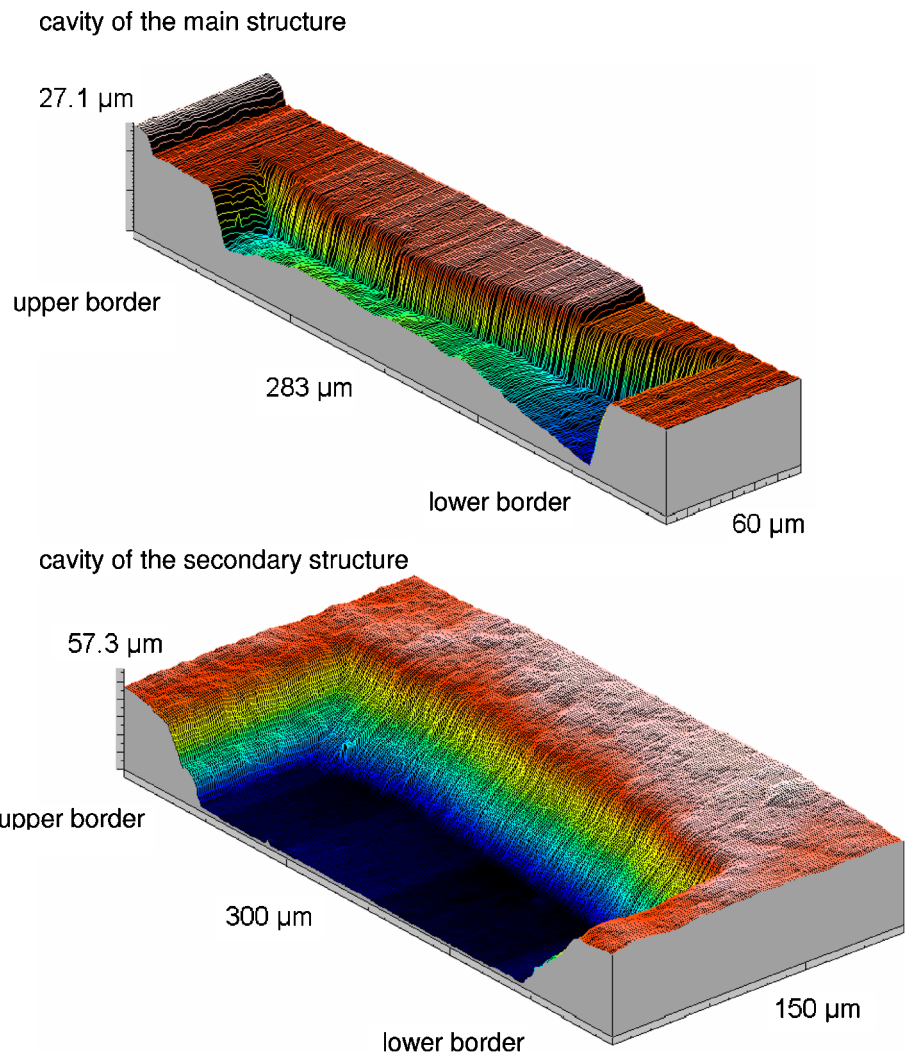 cavity of the main structure
27.1 µm
upper border
283 µm
lower border
60 µm
cavity of the secondary structure
57.3 µm
upper border
300 µm
150 µm
lower border